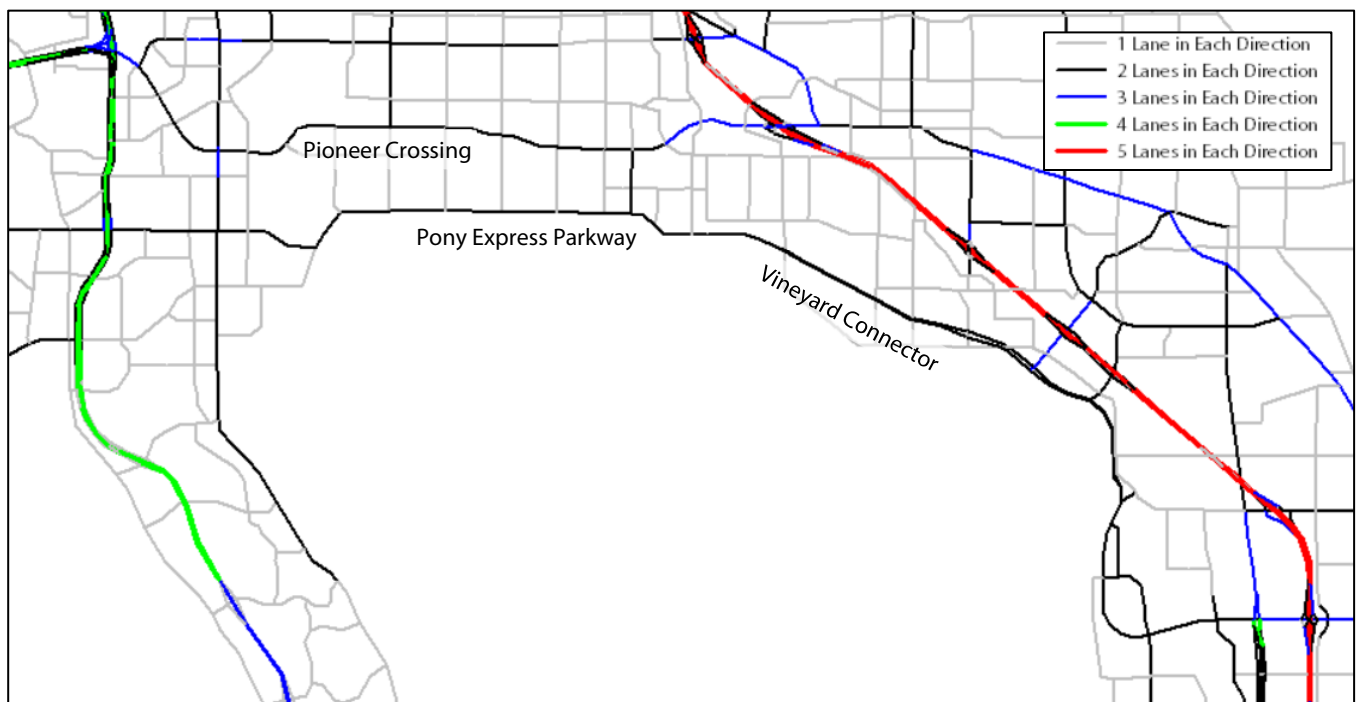 1 Lane in Each Direction
2 Lanes in Each Direction
3 Lanes in Each Direction
4 Lanes in Each Direction
5 Lanes in Each Direction
Pioneer Crossing
Pony Express Parkway
Vineyard Connector